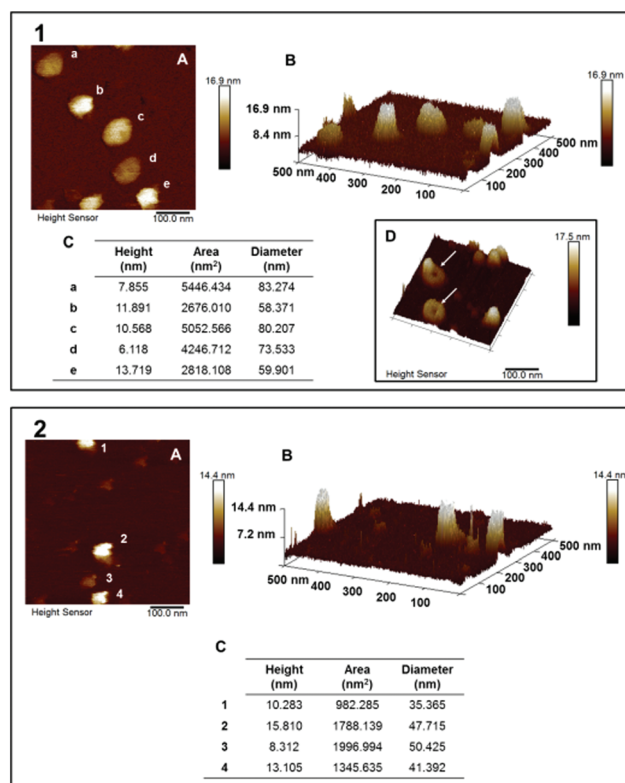 1
A
a
b
c
d
e
16.9 nm
Height Sensor
100.0 nm
B
16.9 nm
8.4 nm
500 nm
400
300
200
100
100
200
300
400
500 nm
16.9 nm
C
Height (nm) Area (nm²) Diameter (nm)
a 7.855 5446.434 83.274
b 11.891 2676.010 58.371
c 10.568 5052.566 80.207
d 6.118 4246.712 73.533
e 13.719 2818.108 59.901
D
17.5 nm
Height Sensor
100.0 nm
2
A
1
2
3
4
14.4 nm
Height Sensor
100.0 nm
B
14.4 nm
7.2 nm
500 nm
400
300
200
100
100
200
300
400
500 nm
14.4 nm
C
Height (nm) Area (nm²) Diameter (nm)
1 10.283 982.285 35.365
2 15.810 1788.139 47.715
3 8.312 1996.994 50.425
4 13.105 1345.635 41.392